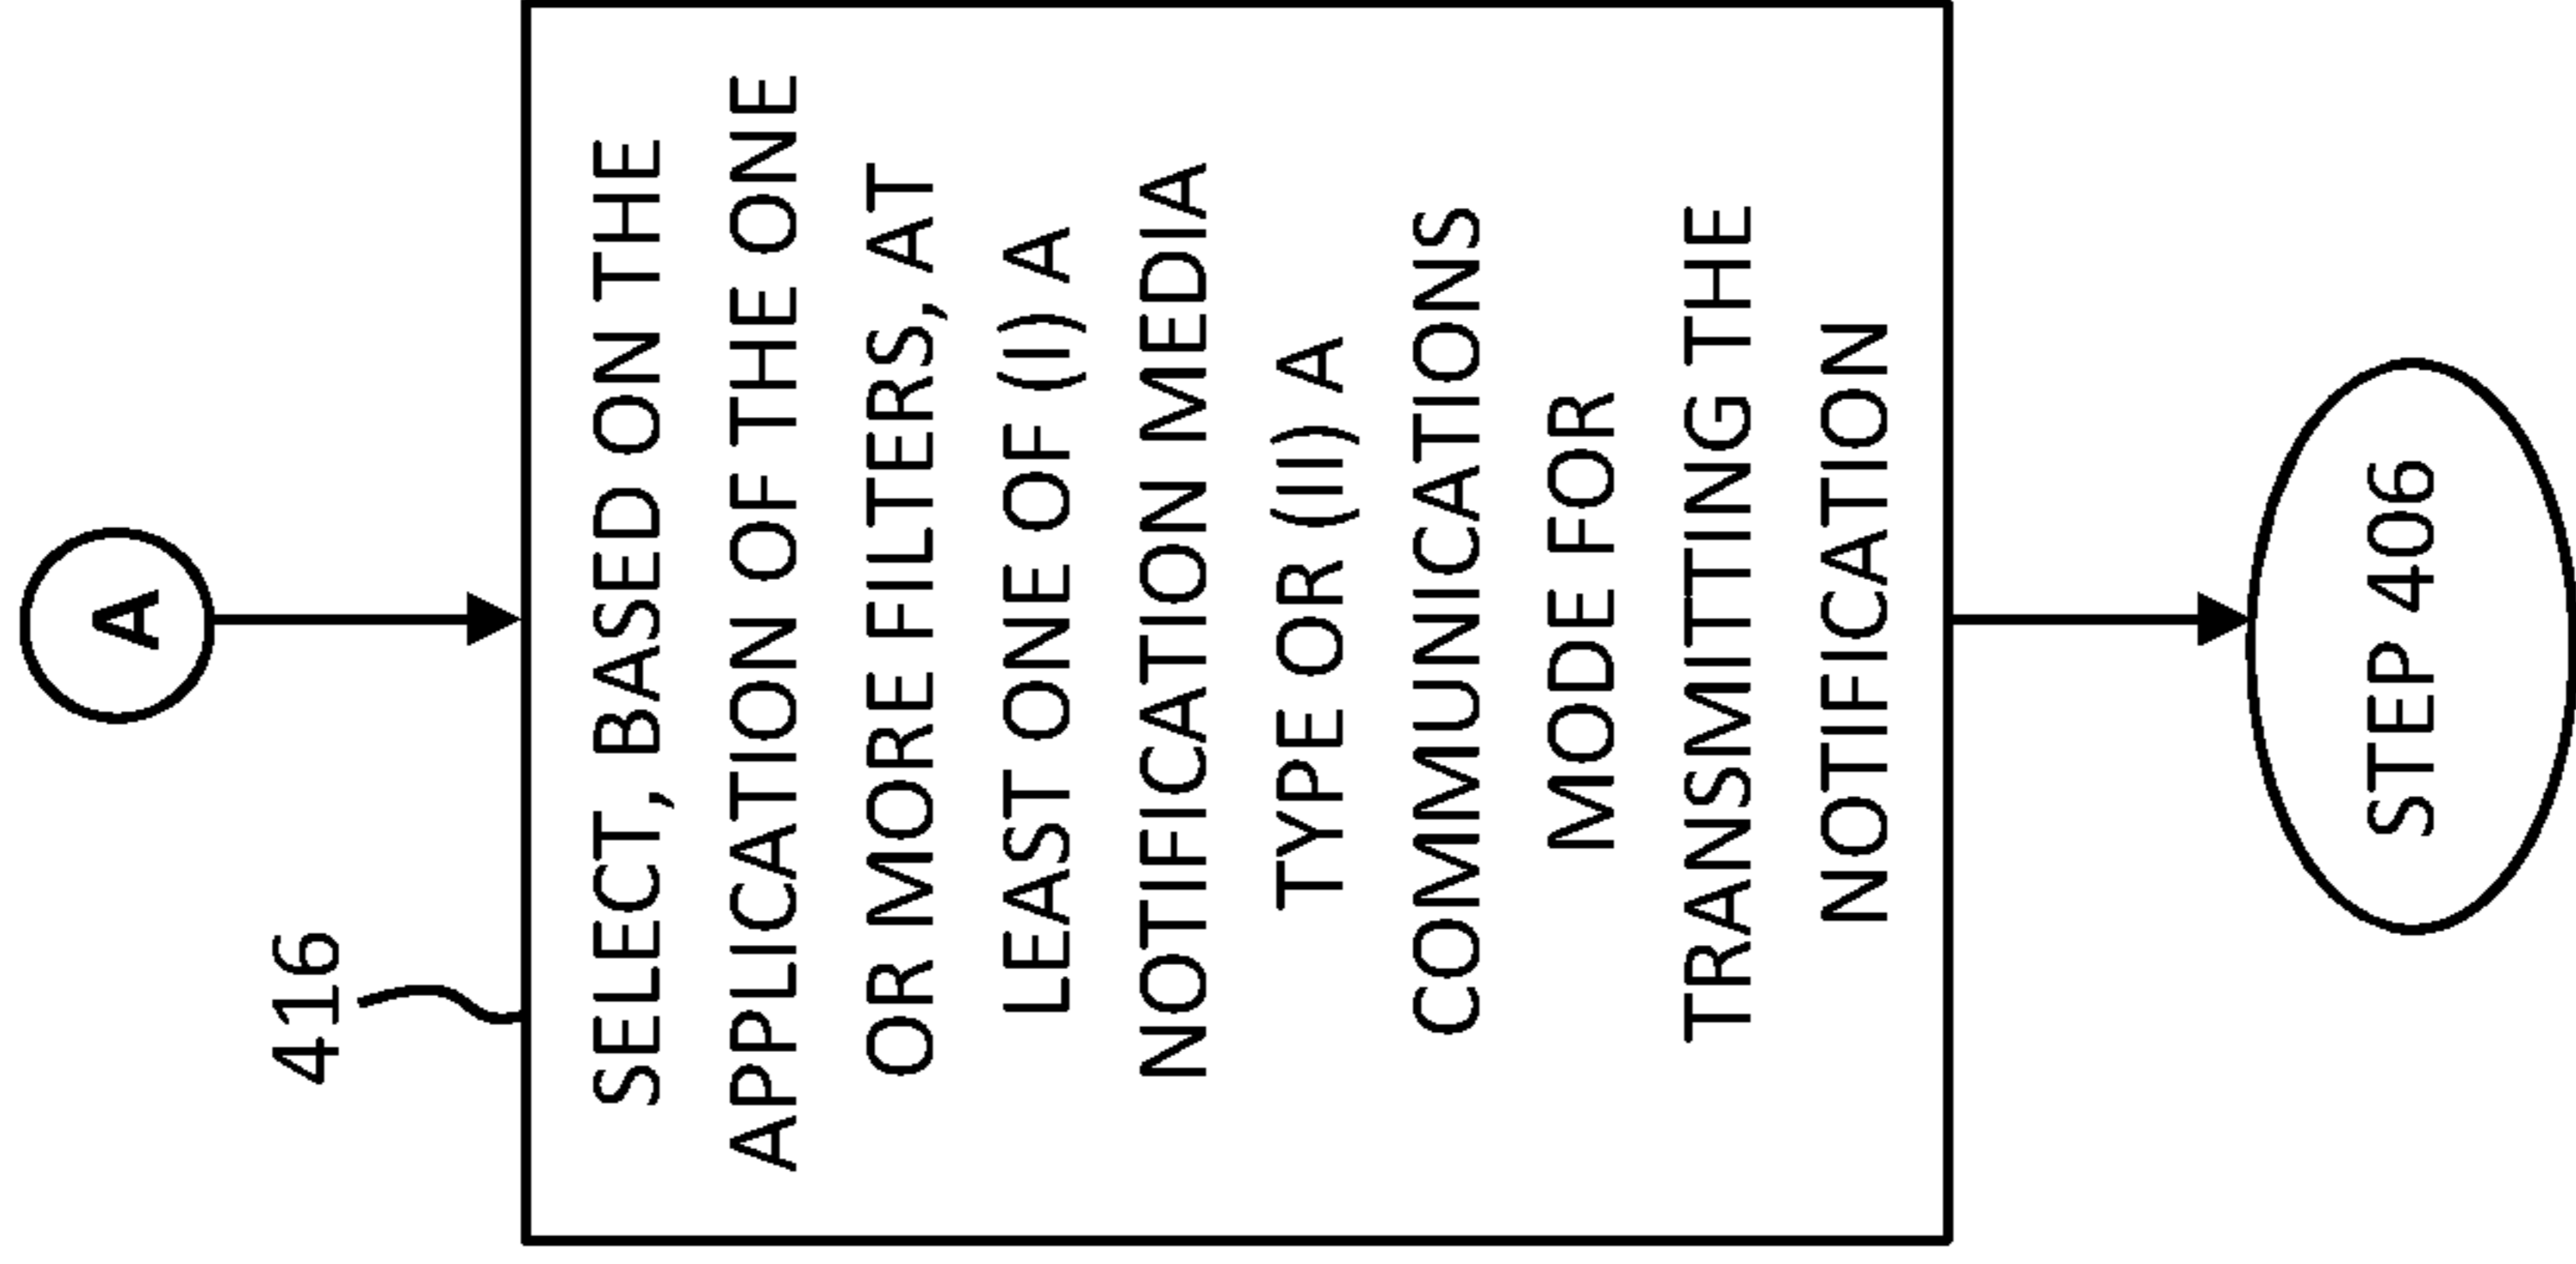 A
416
SELECT, BASED ON THE
APPLICATION OF THE ONE
OR MORE FILTERS, AT
LEAST ONE OF (I) A
NOTIFICATION MEDIA
TYPE OR (II) A
COMMUNICATIONS
MODE FOR
TRANSMITTING THE
NOTIFICATION
STEP 406